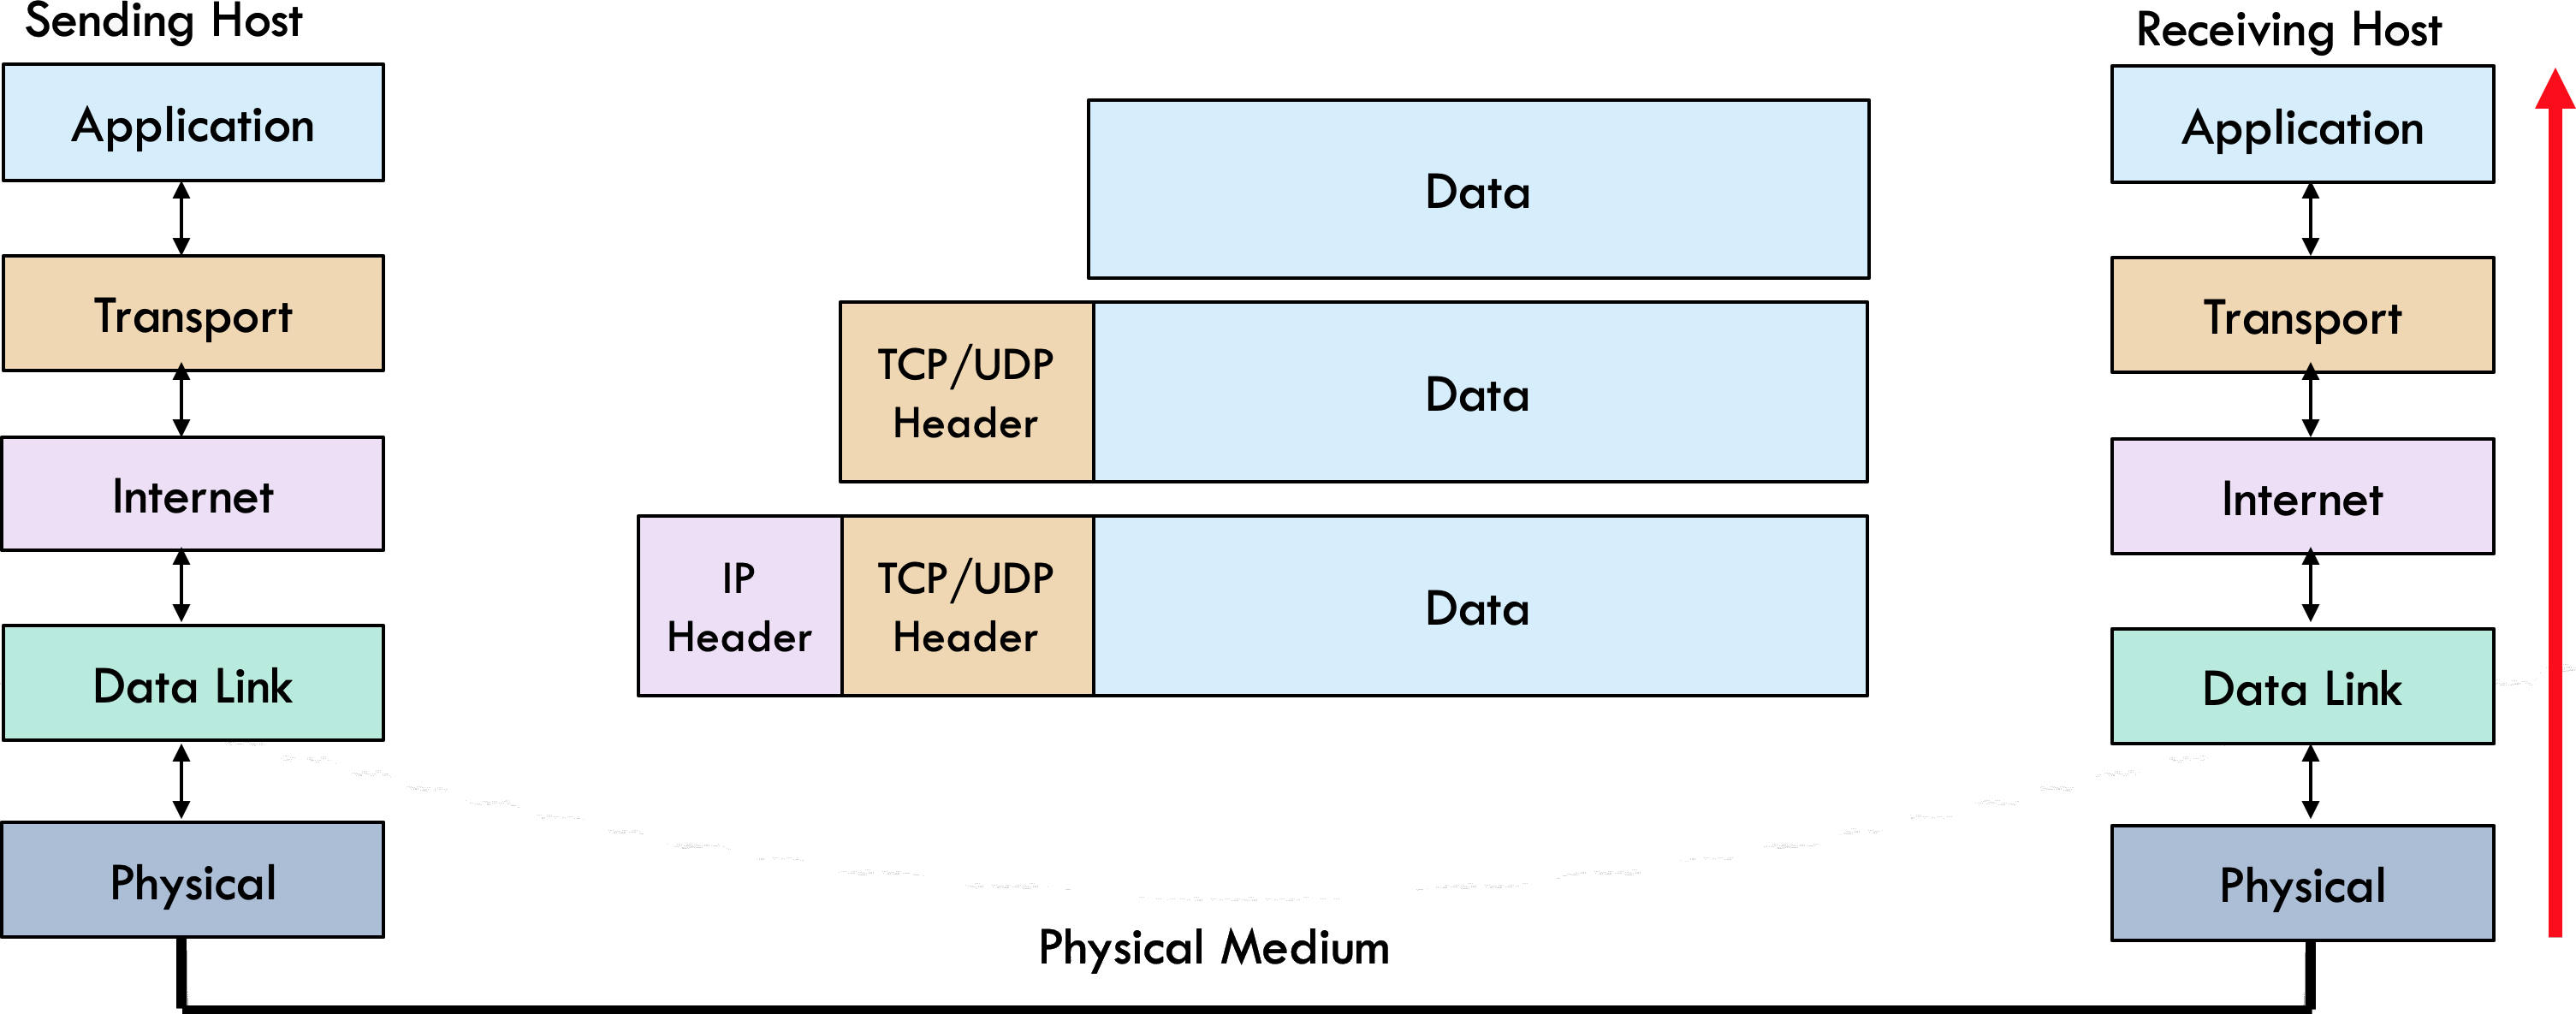 Sending Host
Receiving Host
Application
Application
Data
Transport
TCP/UDP
Header
Data
Transport
Internet
IP
Header
TCP/UDP
Header
Data
Internet
Data Link
Data Link
Physical
Physical
Physical Medium